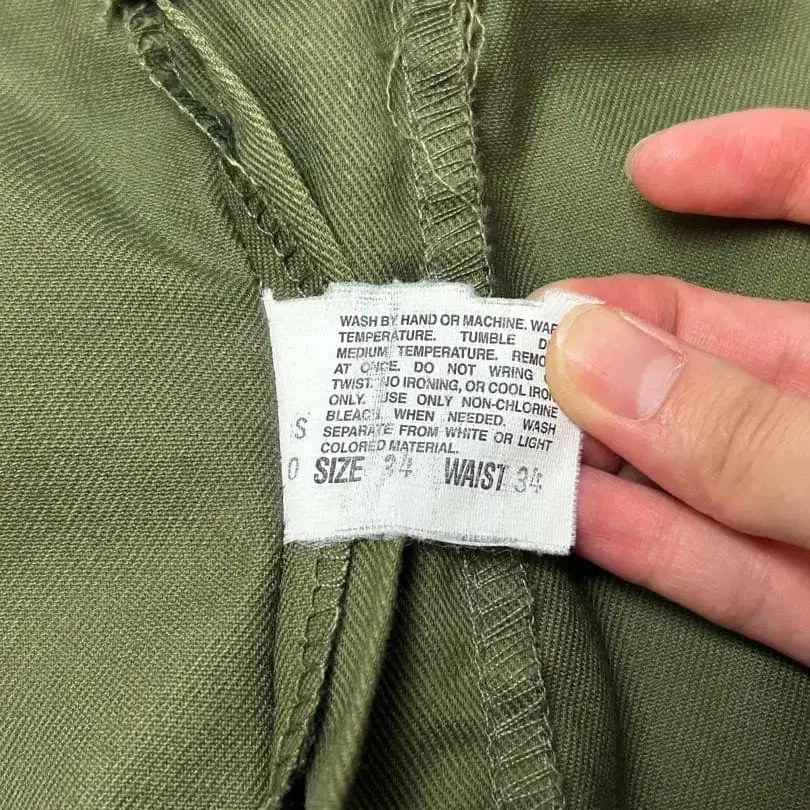 WASH BY HAND OR MACHINE. WAR
TEMPERATURE. TUMBLE D
MEDIUM TEMPERATURE. REMO
AT ONCE. DO NOT WRING
TWIST. NO IRONING, OR COOL IRON
ONLY. USE ONLY NON-CHLORINE
BLEACH WHEN NEEDED. WASH
SEPARATE FROM WHITE OR LIGHT
COLORED MATERIAL.
S
0 SIZE 34 WAIST 34